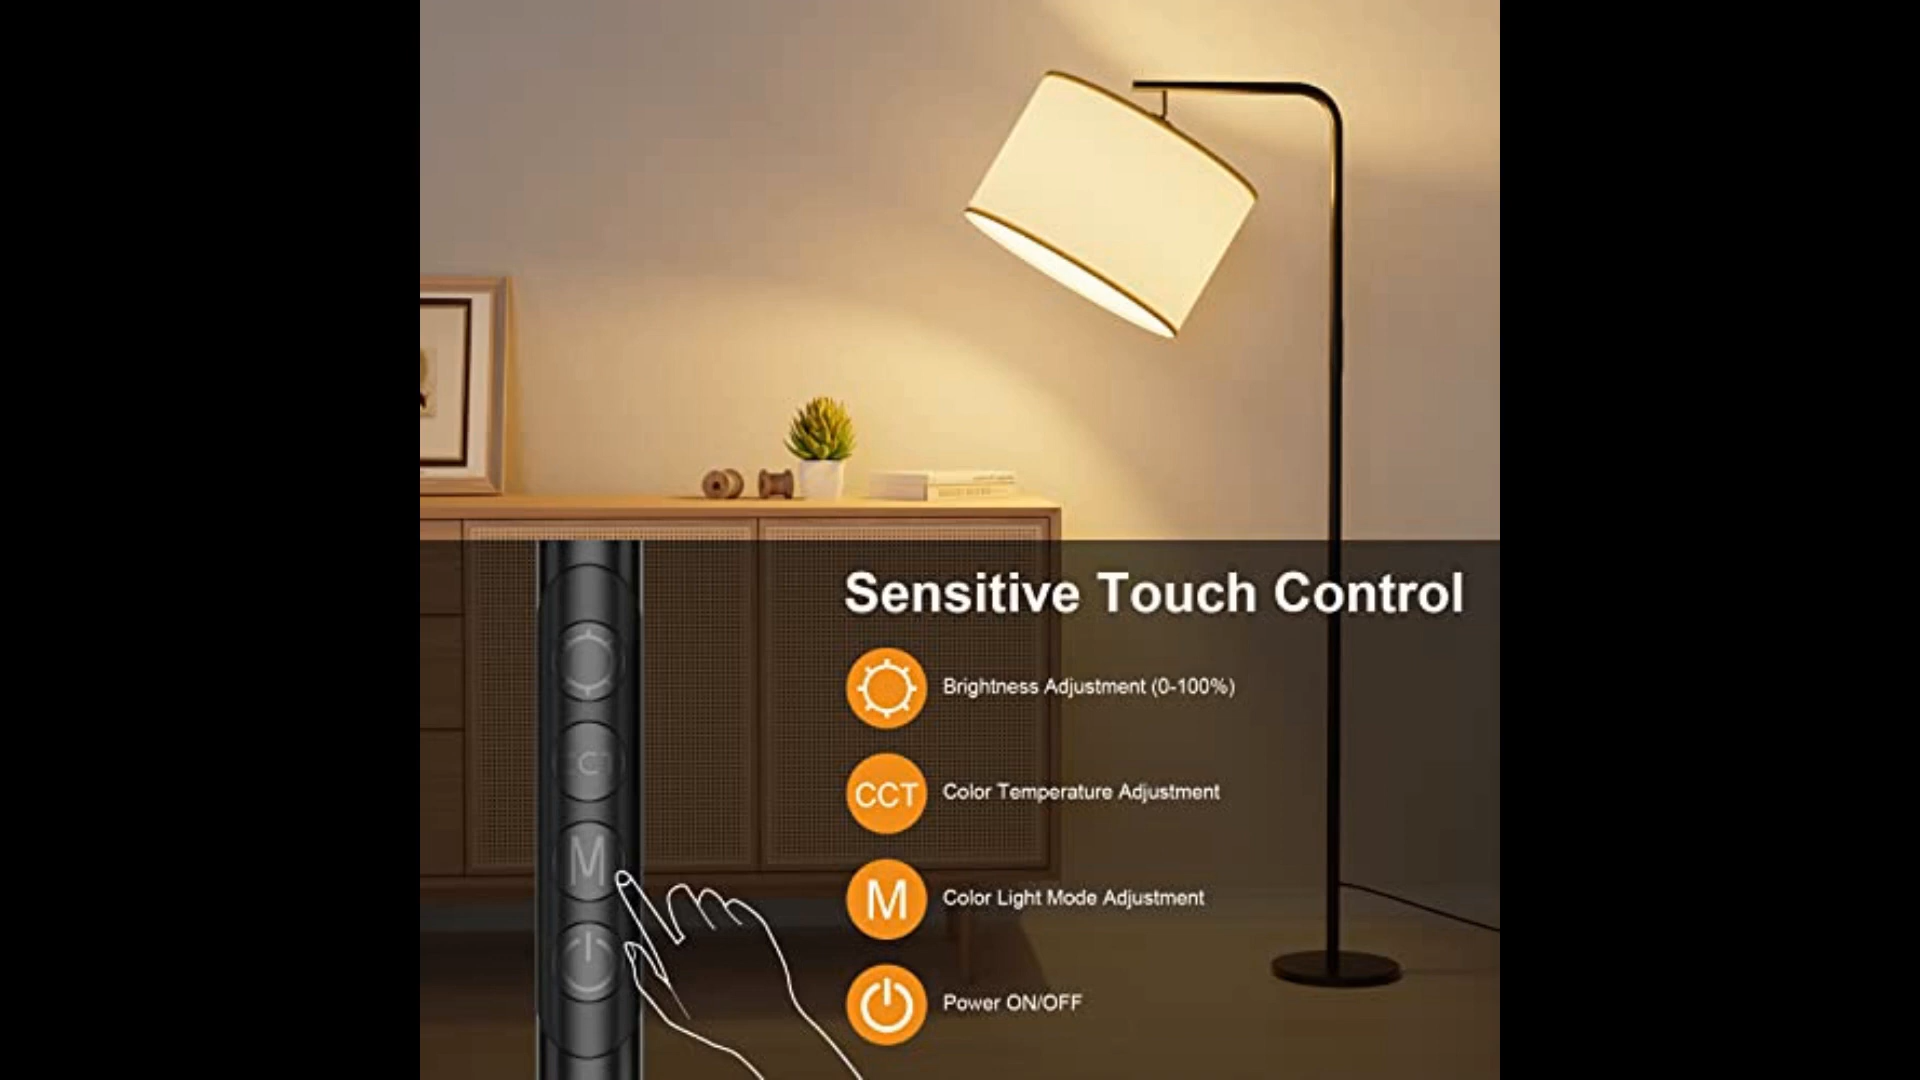 Sensitive Touch Control
Brightness Adjustment (0-100%)
CCT
Color Temperature Adjustment
M
Color Light Mode Adjustment
Power ON/OFF
M